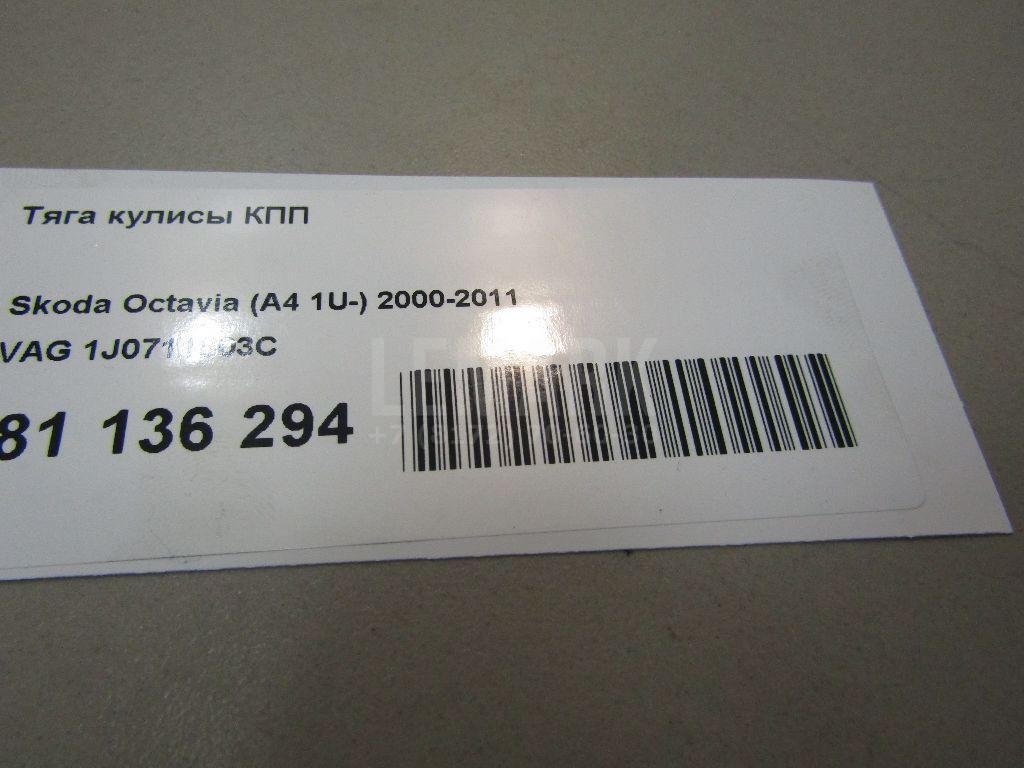 Тяга кулисы КПП
Skoda Octavia (A4 1U-) 2000-2011
VAG
81 136 294